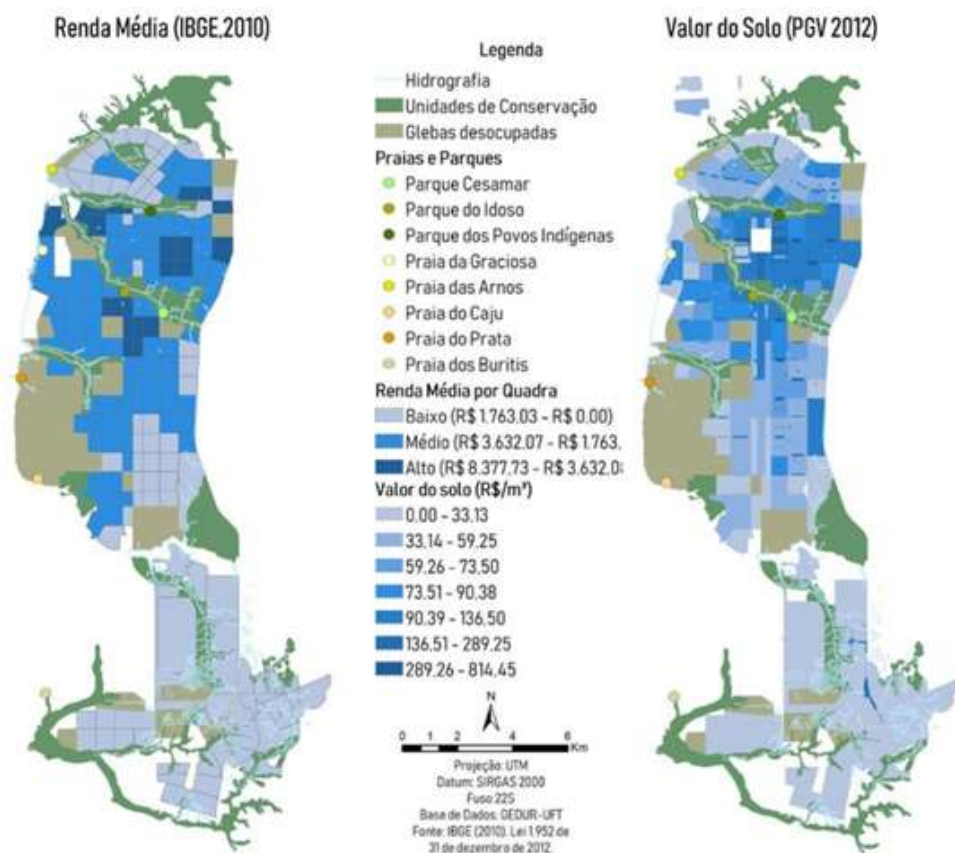 Renda Média (IBGE,2010)
Valor do Solo (PGV 2012)
Legenda
Hidrografia
Unidades de Conservação
Glebas desocupadas
Praias e Parques
Parque Cesamar
Parque do Idoso
Parque dos Povos Indígenas
Praia da Graciosa
Praia das Arnos
Praia do Caju
Praia do Prata
Praia dos Buritis
Renda Média por Quadra
Baixo (R$ 1.763,03 - R$ 0.00)
Médio (R$ 3.632,07 - R$ 1.763,
Alto (R$ 8.377,73 - R$ 3.632,0
Valor do solo (R$/m²)
0,00 - 33,13
33,14 - 59,25
59,26 - 73,50
73,51 - 90,38
90,39 - 136,50
136,51 - 289,25
289,26 - 814,45
N
0 1 2 4 6
Km
Projeção: UTM
Datum: SIRGAS 2000
Fuso 22S
Base de Dados: GEDUR-UFT
Fonte: IBGE (2010), Lei 1.952 de
31 de dezembro de 2012.